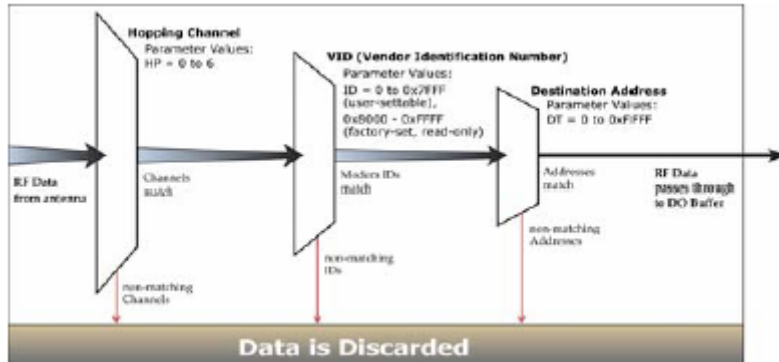 Hopping Channel
Parameter Values:
HP = 0 to 6
VID (Vendor Identification Number)
Parameter Values:
ID = 0 to 0x7FFF
(user-settable),
0x8000 - 0xFFFF
(factory-set, read-only)
Destination Address
Parameter Values:
DT = 0 to 0xFFFF
RF Data
from antenna
Channels
match
Modem IDs
match
Addresses
match
RF Data
passes through
to DO Buffer
non-matching
Channels
non-matching
IDs
non-matching
Addresses
Data is Discarded